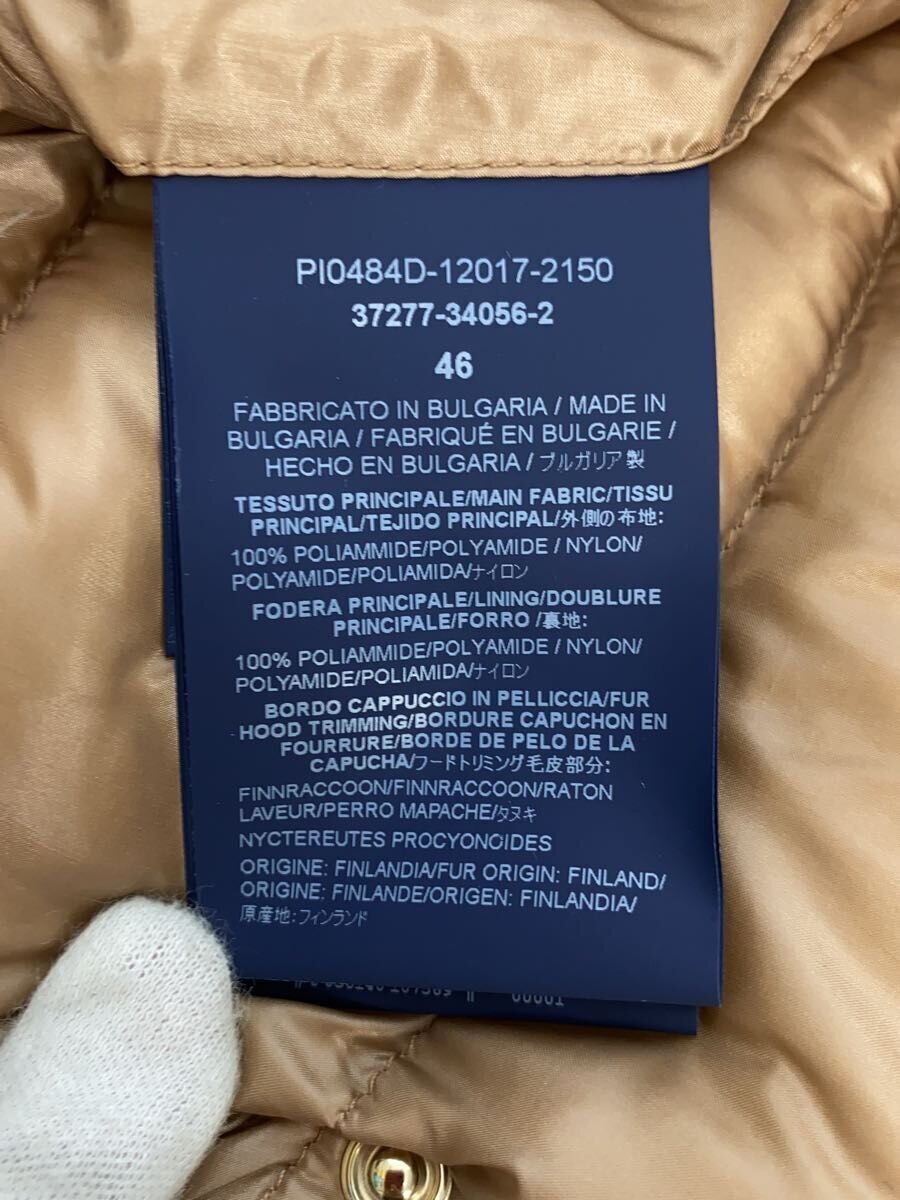 PI0484D-12017-2150
37277-34056-2
46
FABBRICATO IN BULGARIA / MADE IN
BULGARIA / FABRIQUÉ EN BULGARIE /
HECHO EN BULGARIA / ブルガリア製
TESSUTO PRINCIPALE/MAIN FABRIC/TISSU
PRINCIPAL/TEJIDO PRINCIPAL/外側の布地:
100% POLIAMMIDE/POLYAMIDE / NYLON/
POLYAMIDE/POLIAMIDA/ナイロン
FODERA PRINCIPALE/LINING/DOUBLURE
PRINCIPALE/FORRO /裏地:
100% POLIAMMIDE/POLYAMIDE / NYLON/
POLYAMIDE/POLIAMIDA/ナイロン
BORDO CAPPUCCIO IN PELLICCIA/FUR
HOOD TRIMMING/BORDURE CAPUCHON EN
FOURRURE/BORDE DE PELO DE LA
CAPUCHA/フードトリミング毛皮部分:
FINNRACCOON/FINNRACCOON/RATON
LAVEUR/PERRO MAPACHE/タヌキ
NYCTEREUTES PROCYONOIDES
ORIGINE: FINLANDIA/FUR ORIGIN: FINLAND/
ORIGINE: FINLANDE/ORIGEN: FINLANDIA/
原産地:フィンランド